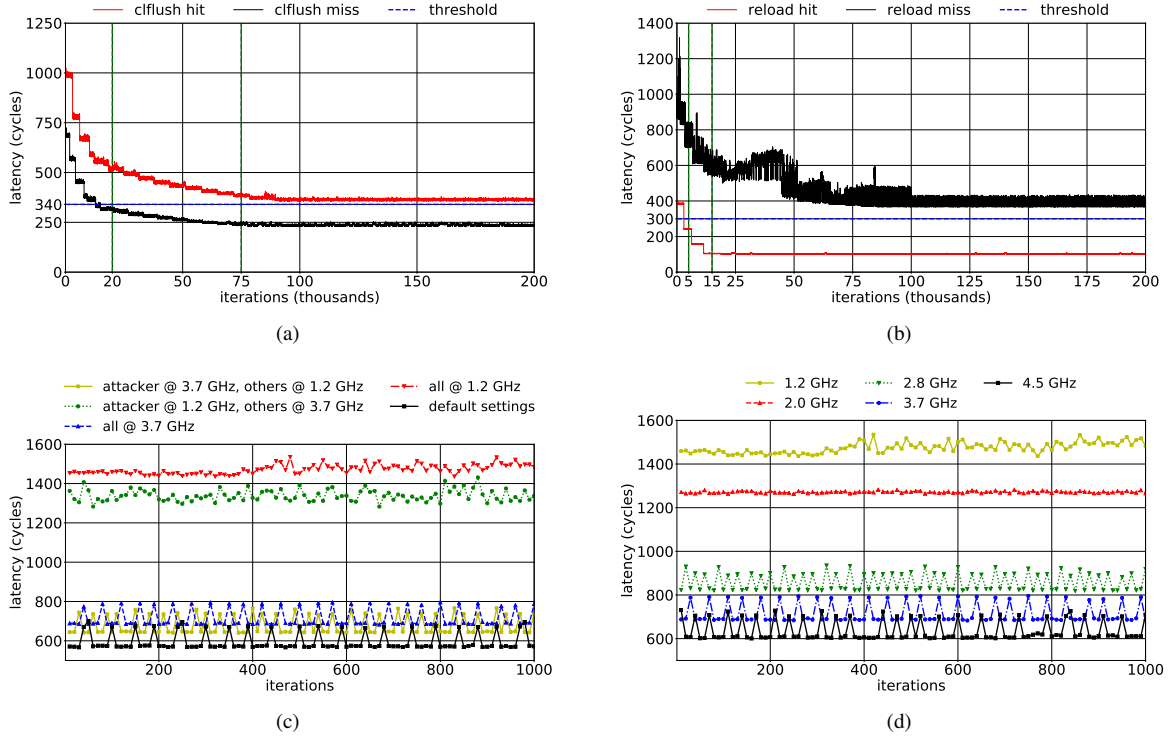 clflush hit clflush miss threshold
1250
1000
750
500
340
250
0
latency (cycles)
0 20 50 75 100 150 200
iterations (thousands)
(a)
reload hit reload miss threshold
1400
1200
1000
800
600
400
300
200
0
latency (cycles)
0 5 15 25 50 75 100 125 150 175 200
iterations (thousands)
(b)
attacker @ 3.7 GHz, others @ 1.2 GHz all @ 1.2 GHz
attacker @ 1.2 GHz, others @ 3.7 GHz default settings
all @ 3.7 GHz
1600
1400
1200
1000
800
600
latency (cycles)
200 400 600 800 1000
iterations
(c)
1.2 GHz 2.8 GHz 4.5 GHz
2.0 GHz 3.7 GHz
1600
1400
1200
1000
800
600
latency (cycles)
200 400 600 800 1000
iterations
(d)